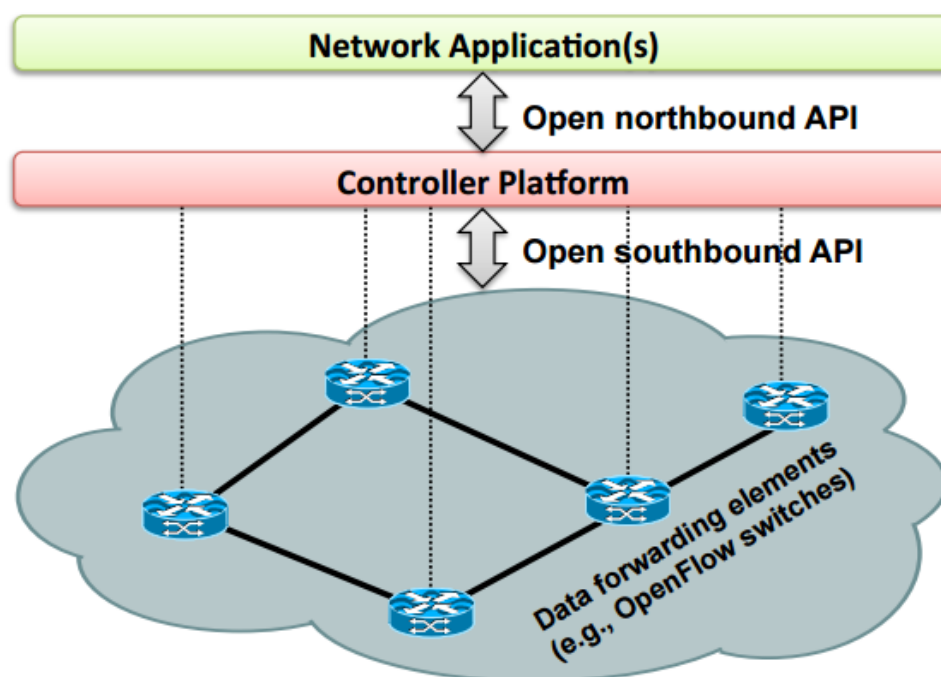 Network Application(s)
Open northbound API
Controller Platform
Open southbound API
Data forwarding elements
(e.g., OpenFlow switches)